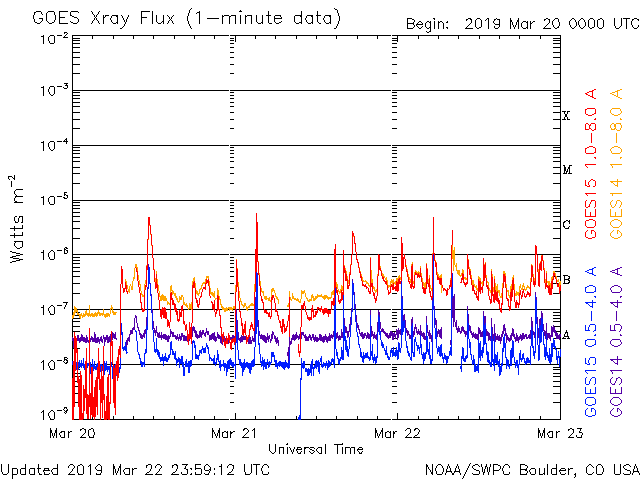 GOES Xray Flux (1-minute data)
Begin: 2019 Mar 20 0000 UTC
10-2
10-3
10-4
10-5
10-6
10-7
10-8
10-9
Watts m-2
X
M
C
B
A
GOES15 1.0-8.0 A
GOES14 1.0-8.0 A
GOES15 0.5-4.0 A
GOES14 0.5-4.0 A
Mar 20 Mar 21 Mar 22 Mar 23
Universal Time
Updated 2019 Mar 22 23:59:12 UTC NOAA/SWPC Boulder, CO USA